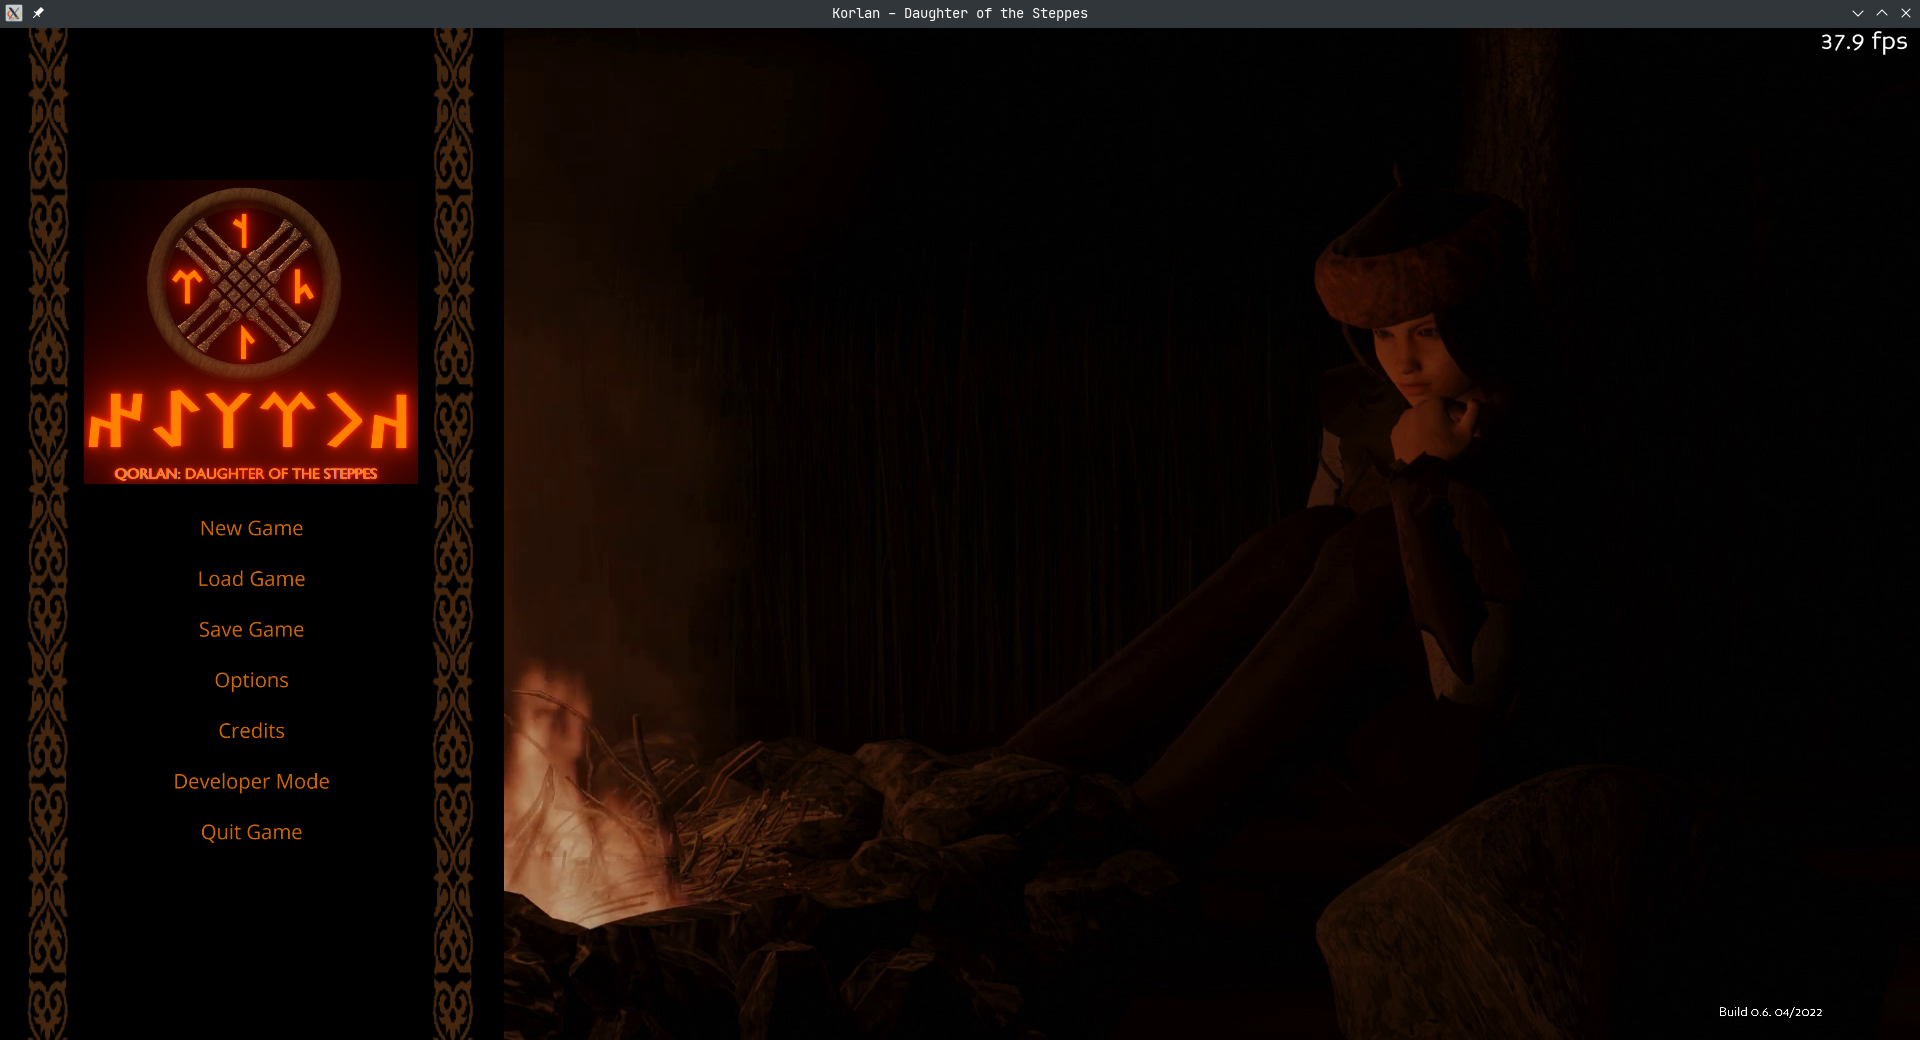 Korlan – Daughter of the Steppes
37.9 fps
QORLAN: DAUGHTER OF THE STEPPES
New Game
Load Game
Save Game
Options
Credits
Developer Mode
Quit Game
Build 0.6. 04/2022